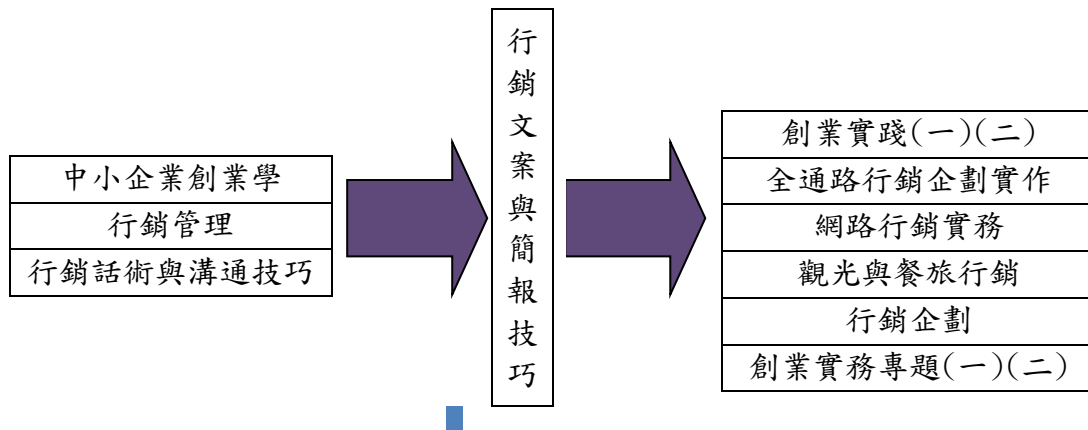 中小企業創業學
行銷管理
行銷話術與溝通技巧
行銷文案與簡報技巧
創業實踐(一)(二)
全通路行銷企劃實作
網路行銷實務
觀光與餐旅行銷
行銷企劃
創業實務專題(一)(二)